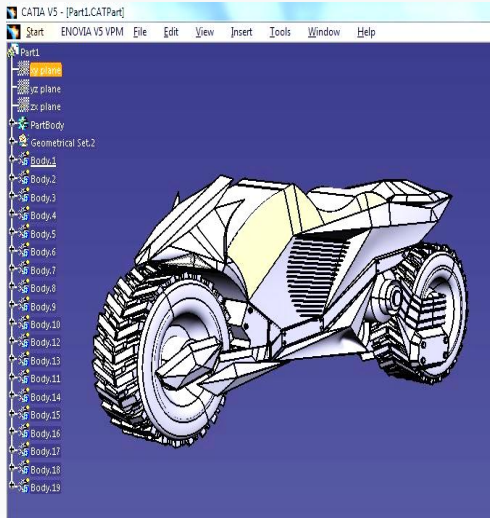 CATIA V5 - [Part1.CATPart]
Start ENOVIA V5 VPM File Edit View Insert Tools Window Help
Part1
xy plane
yz plane
zx plane
PartBody
Geometrical Set.2
Body.1
Body.2
Body.3
Body.4
Body.5
Body.6
Body.7
Body.8
Body.9
Body.10
Body.12
Body.13
Body.11
Body.14
Body.15
Body.16
Body.17
Body.18
Body.19